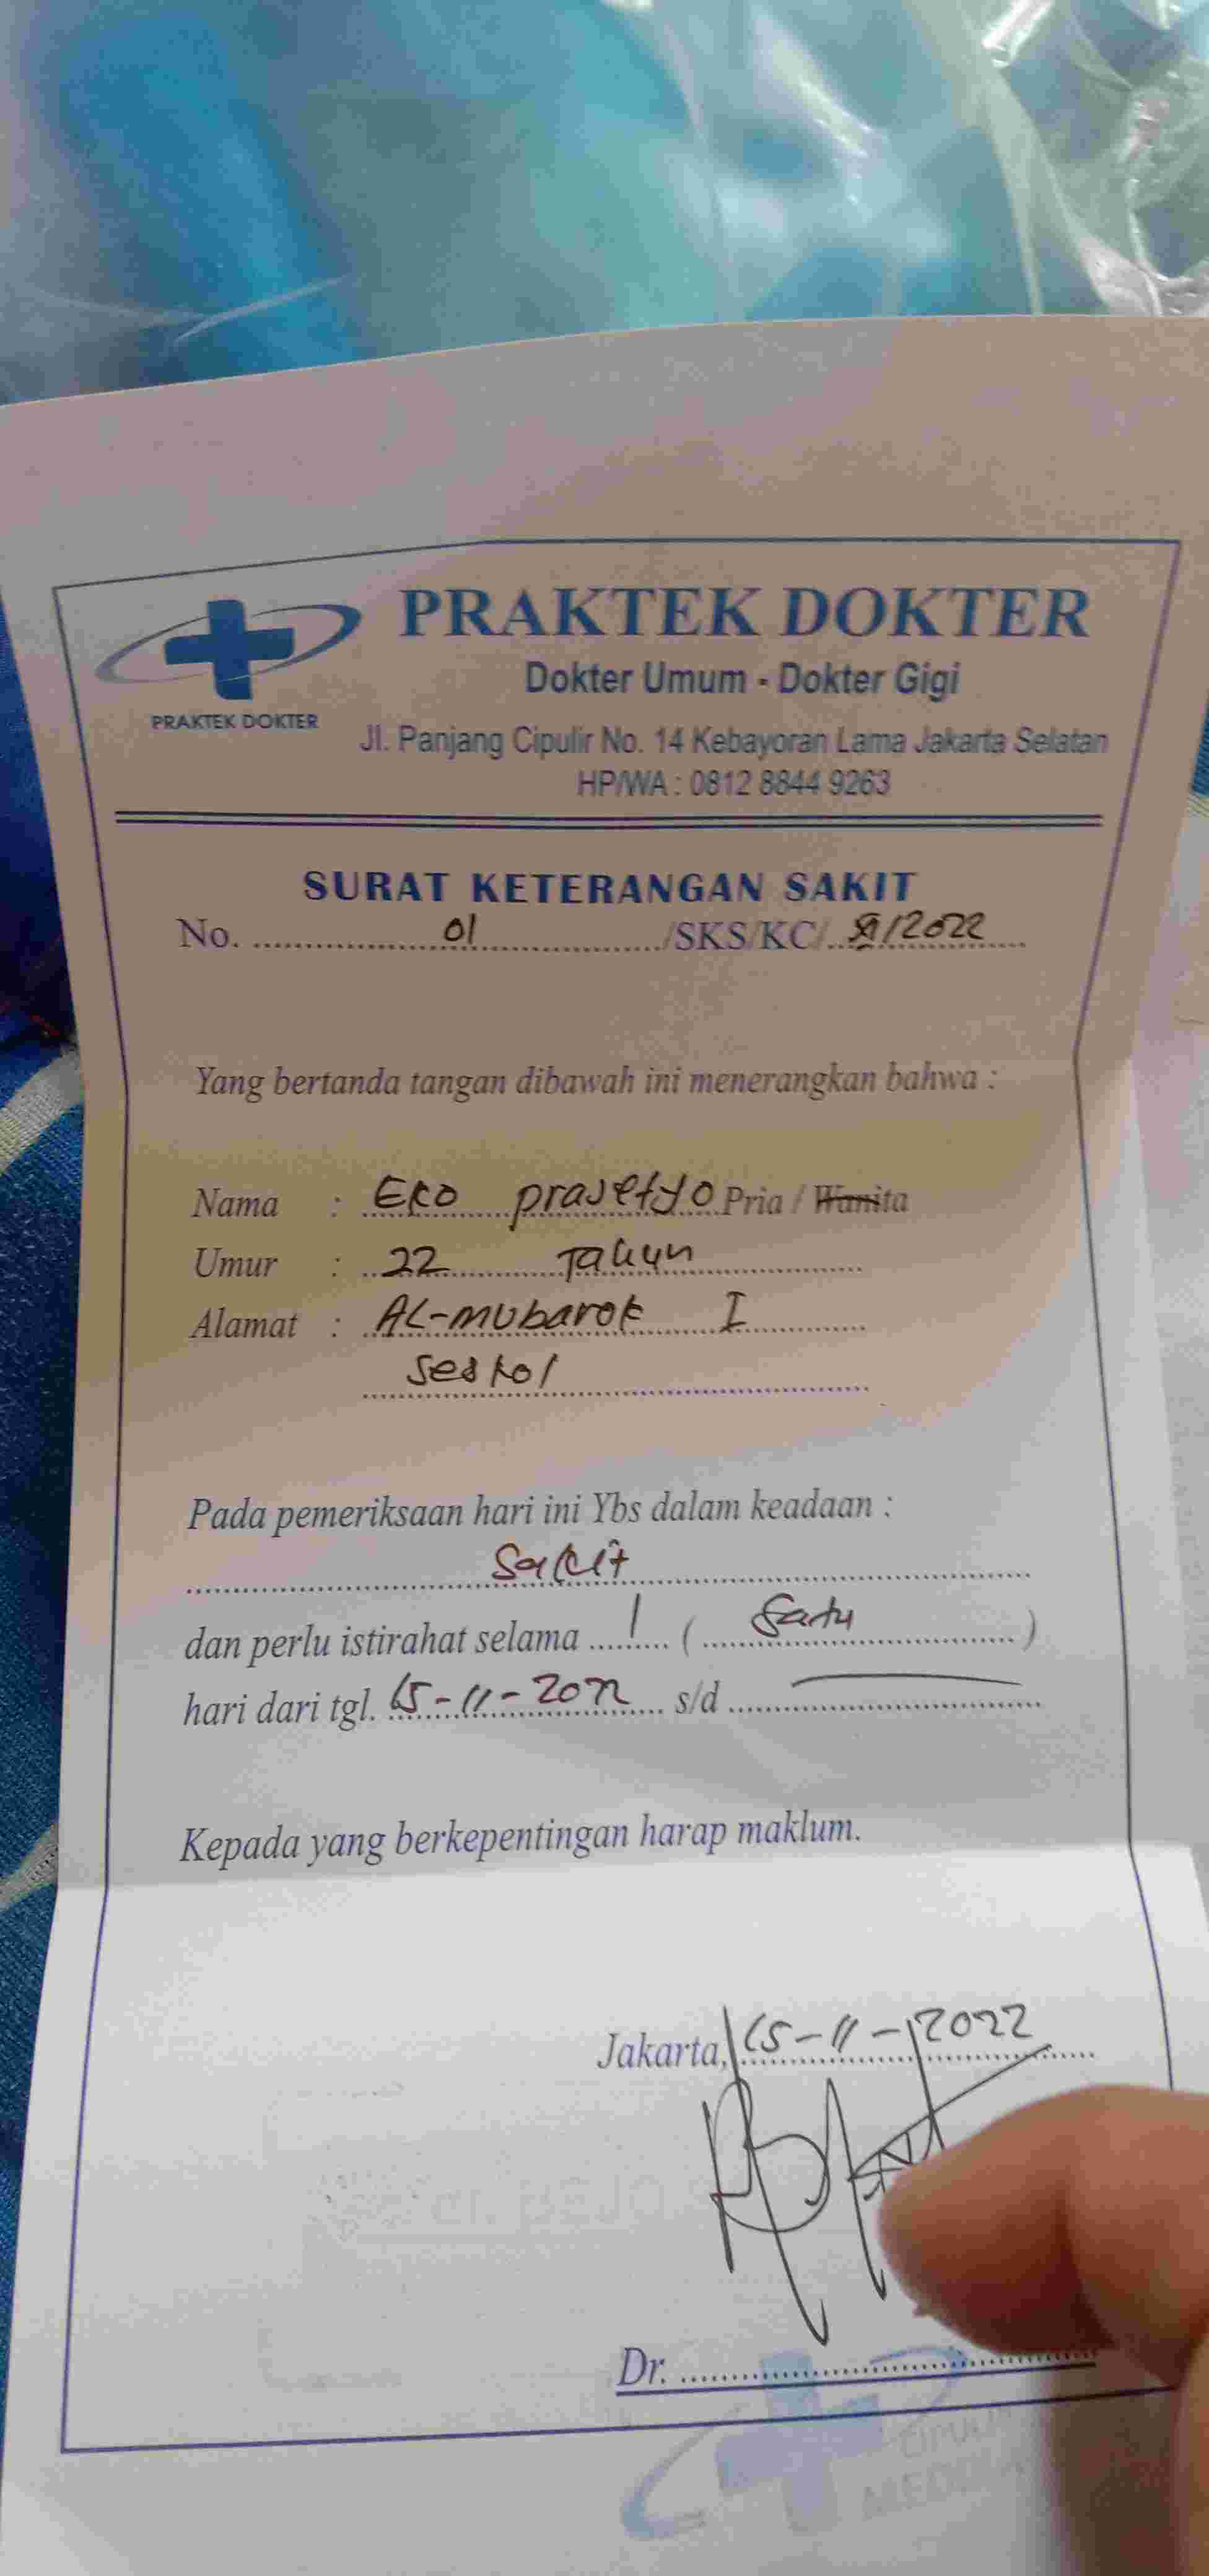 PRAKTEK DOKTER
Dokter Umum - Dokter Gigi
PRAKTEK DOKTER
Jl. Panjang Cipulir No. 14 Kebayoran Lama Jakarta Selatan
HP/WA : 0812 8844 9263
SURAT KETERANGAN SAKIT
No. 01 /SKS/KC/ XI/2022
Yang bertanda tangan dibawah ini menerangkan bahwa :
Nama : Eko prasetyo Pria / Wanita
Umur : 22 Tahun
Alamat : AL-mubarok I
Pada pemeriksaan hari ini Ybs dalam keadaan :
Sakit
dan perlu istirahat selama 1 ( Satu )
hari dari tgl. 15-11-2022 s/d
Kepada yang berkepentingan harap maklum.
Jakarta, 15-11-2022
Dr.